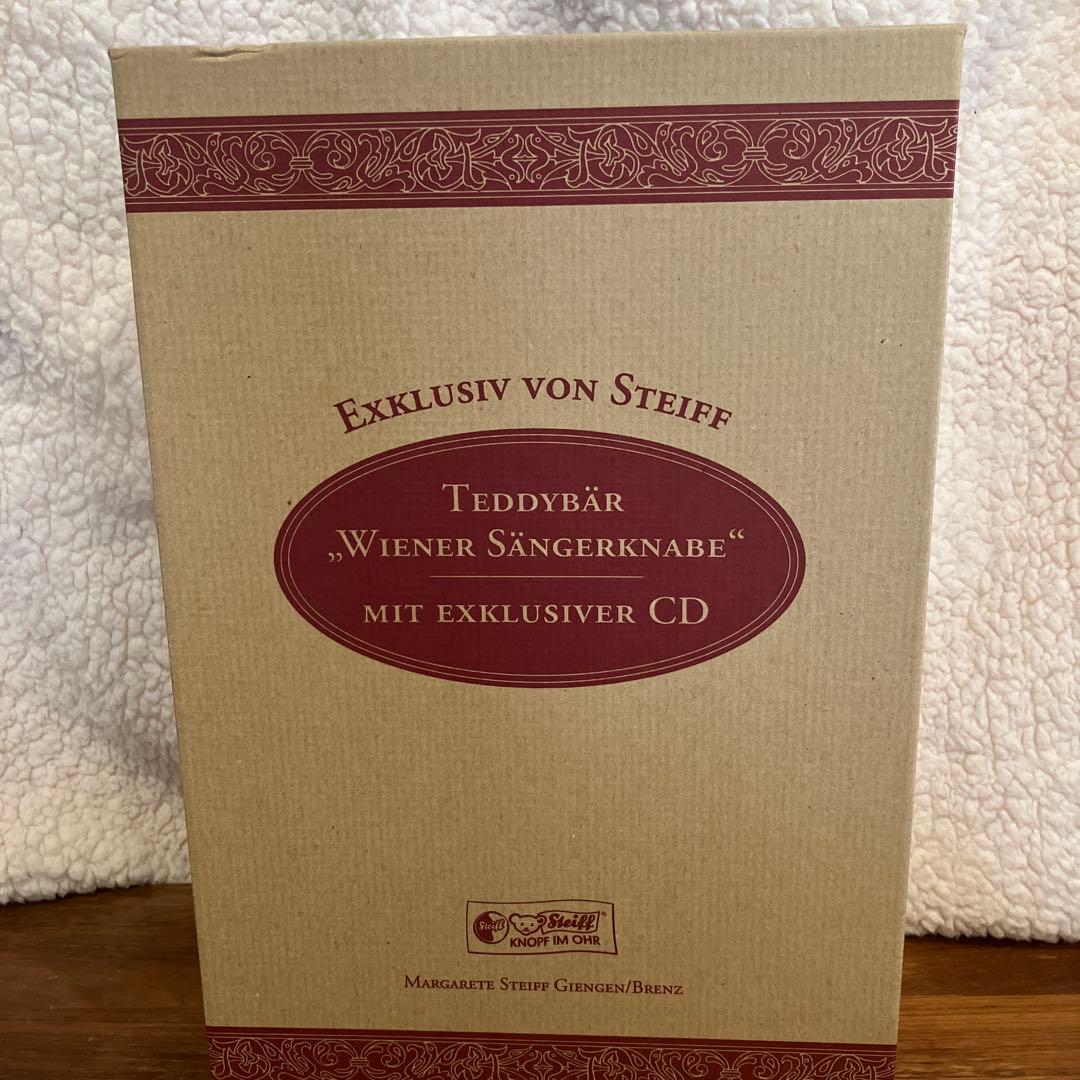 Exklusiv von Steiff
Teddybär
„Wiener Sängerknabe“
mit exklusiver CD
Steiff
Steiff®
KNOPF IM OHR
Margarete Steiff Giengen/Brenz